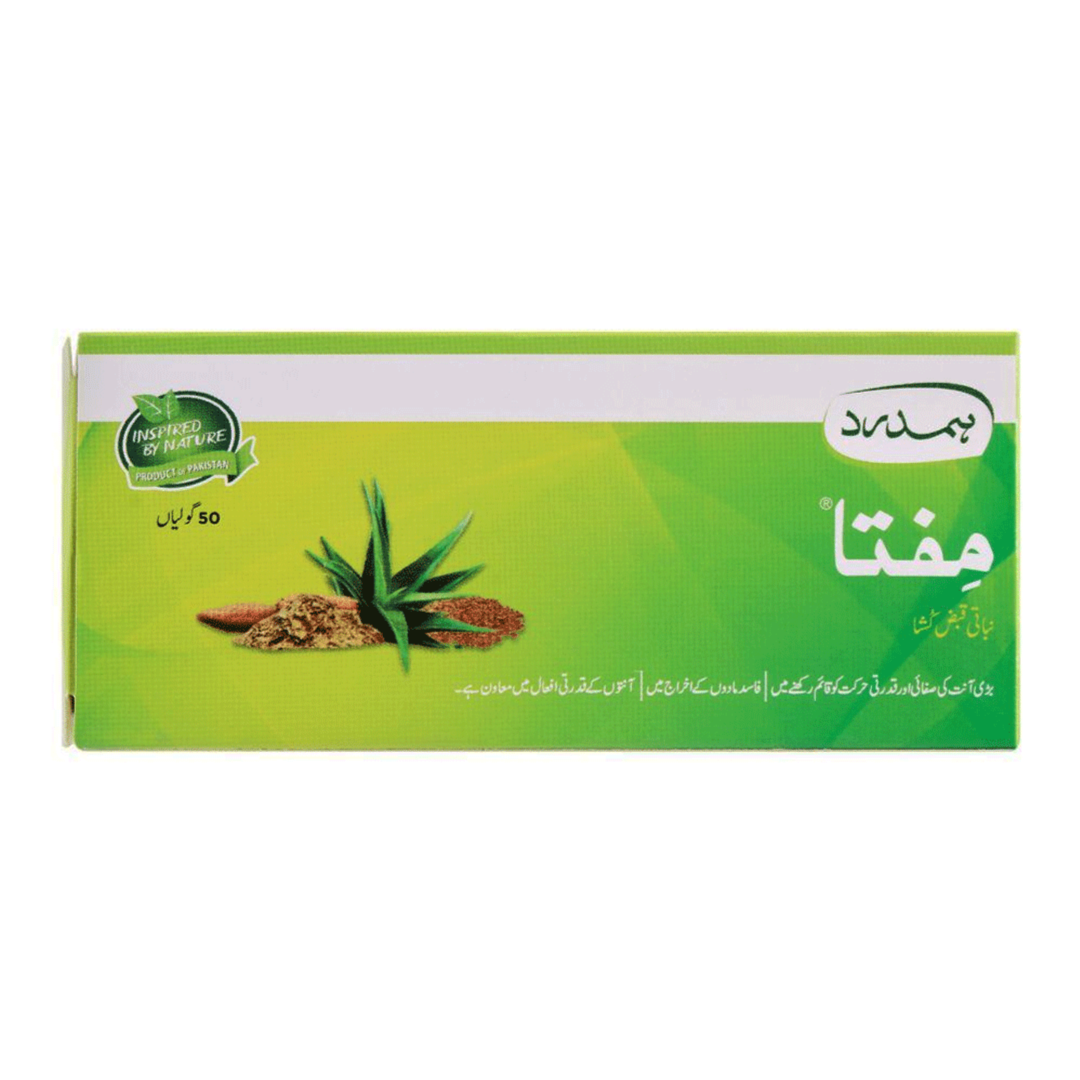 INSPIRED
BY NATURE
PRODUCT OF PAKISTAN
ہمدرد
50 گولیاں
مِفتا®
نباتی قبض کُشا
بڑی آنت کی صفائی اور قدرتی حرکت کو قائم رکھنے میں | فاسد مادوں کے اخراج میں | آنتوں کے قدرتی افعال میں معاون ہے۔